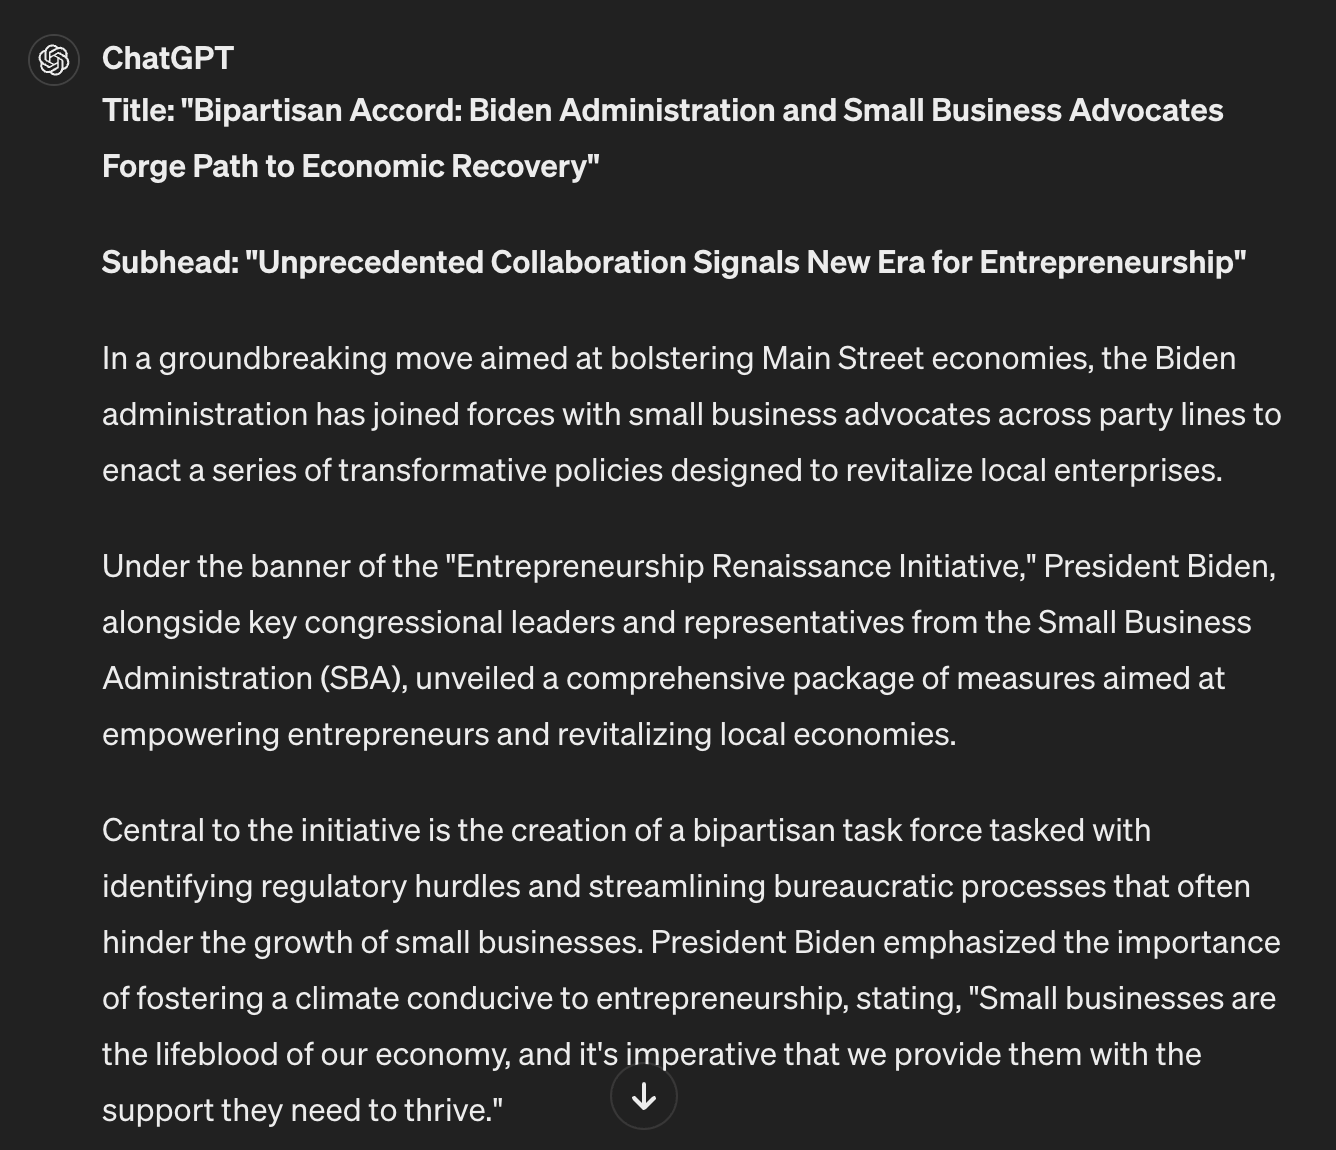 ChatGPT
Title: "Bipartisan Accord: Biden Administration and Small Business Advocates
Forge Path to Economic Recovery"
Subhead: "Unprecedented Collaboration Signals New Era for Entrepreneurship"
In a groundbreaking move aimed at bolstering Main Street economies, the Biden
administration has joined forces with small business advocates across party lines to
enact a series of transformative policies designed to revitalize local enterprises.
Under the banner of the "Entrepreneurship Renaissance Initiative," President Biden,
alongside key congressional leaders and representatives from the Small Business
Administration (SBA), unveiled a comprehensive package of measures aimed at
empowering entrepreneurs and revitalizing local economies.
Central to the initiative is the creation of a bipartisan task force tasked with
identifying regulatory hurdles and streamlining bureaucratic processes that often
hinder the growth of small businesses. President Biden emphasized the importance
of fostering a climate conducive to entrepreneurship, stating, "Small businesses are
the lifeblood of our economy, and it's imperative that we provide them with the
support they need to thrive."